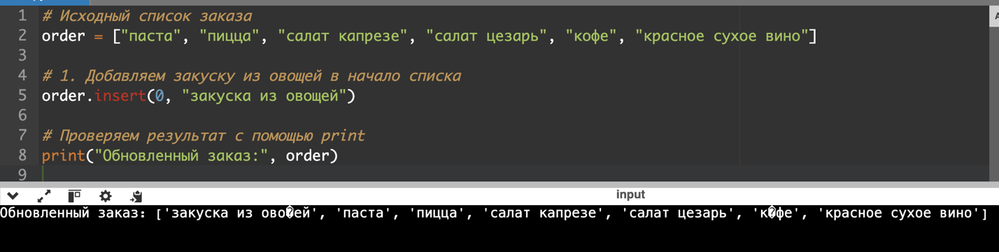 1 # Исходный список заказа
2 order = ["паста", "пицца", "салат капрезе", "салат цезарь", "кофе", "красное сухое вино"]
3
4 # 1. Добавляем закуску из овощей в начало списка
5 order.insert(0, "закуска из овощей")
6
7 # Проверяем результат с помощью print
8 print("Обновленный заказ:", order)
9
input
Обновленный заказ: ['закуска из ово�ей', 'паста', 'пицца', 'салат капрезе', 'салат цезарь', 'к�фе', 'красное сухое вино']